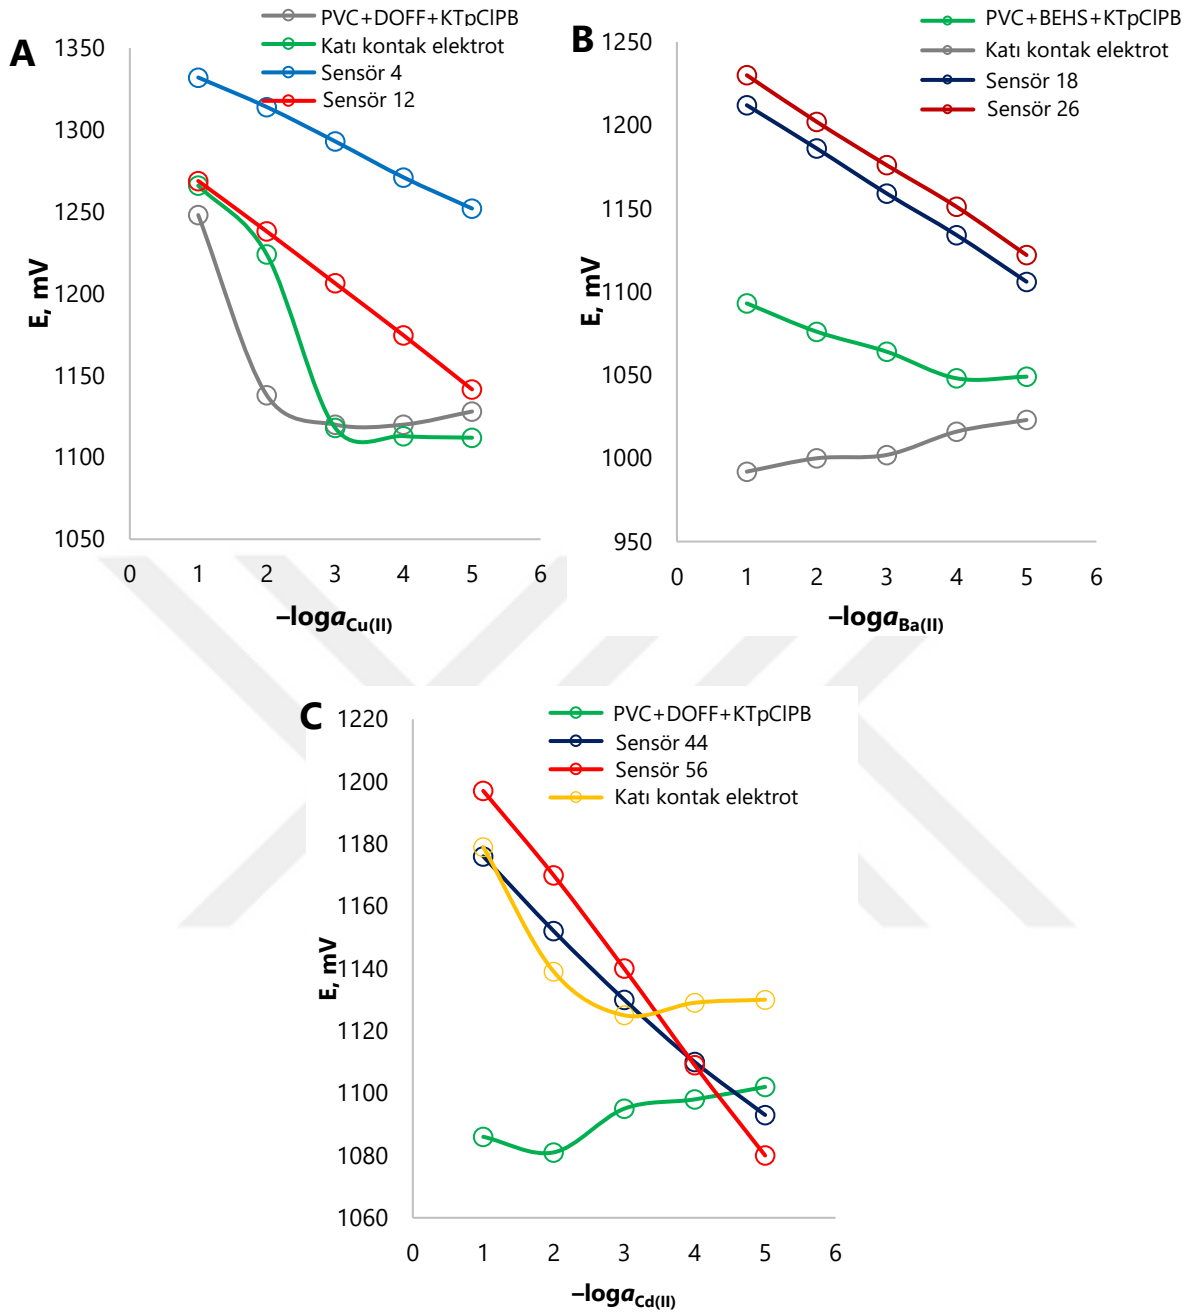 A
PVC+DOFF+KTpClPB
Katı kontak elektrot
Sensör 4
Sensör 12
1350
1300
1250
1200
1150
1100
1050
E, mV
0 1 2 3 4 5 6
–logaCu(II)
B
PVC+BEHS+KTpClPB
Katı kontak elektrot
Sensör 18
Sensör 26
1250
1200
1150
1100
1050
1000
950
E, mV
0 1 2 3 4 5 6
–logaBa(II)
C
PVC+DOFF+KTpClPB
Sensör 44
Sensör 56
Katı kontak elektrot
1220
1200
1180
1160
1140
1120
1100
1080
1060
E, mV
0 1 2 3 4 5 6
–logaCd(II)